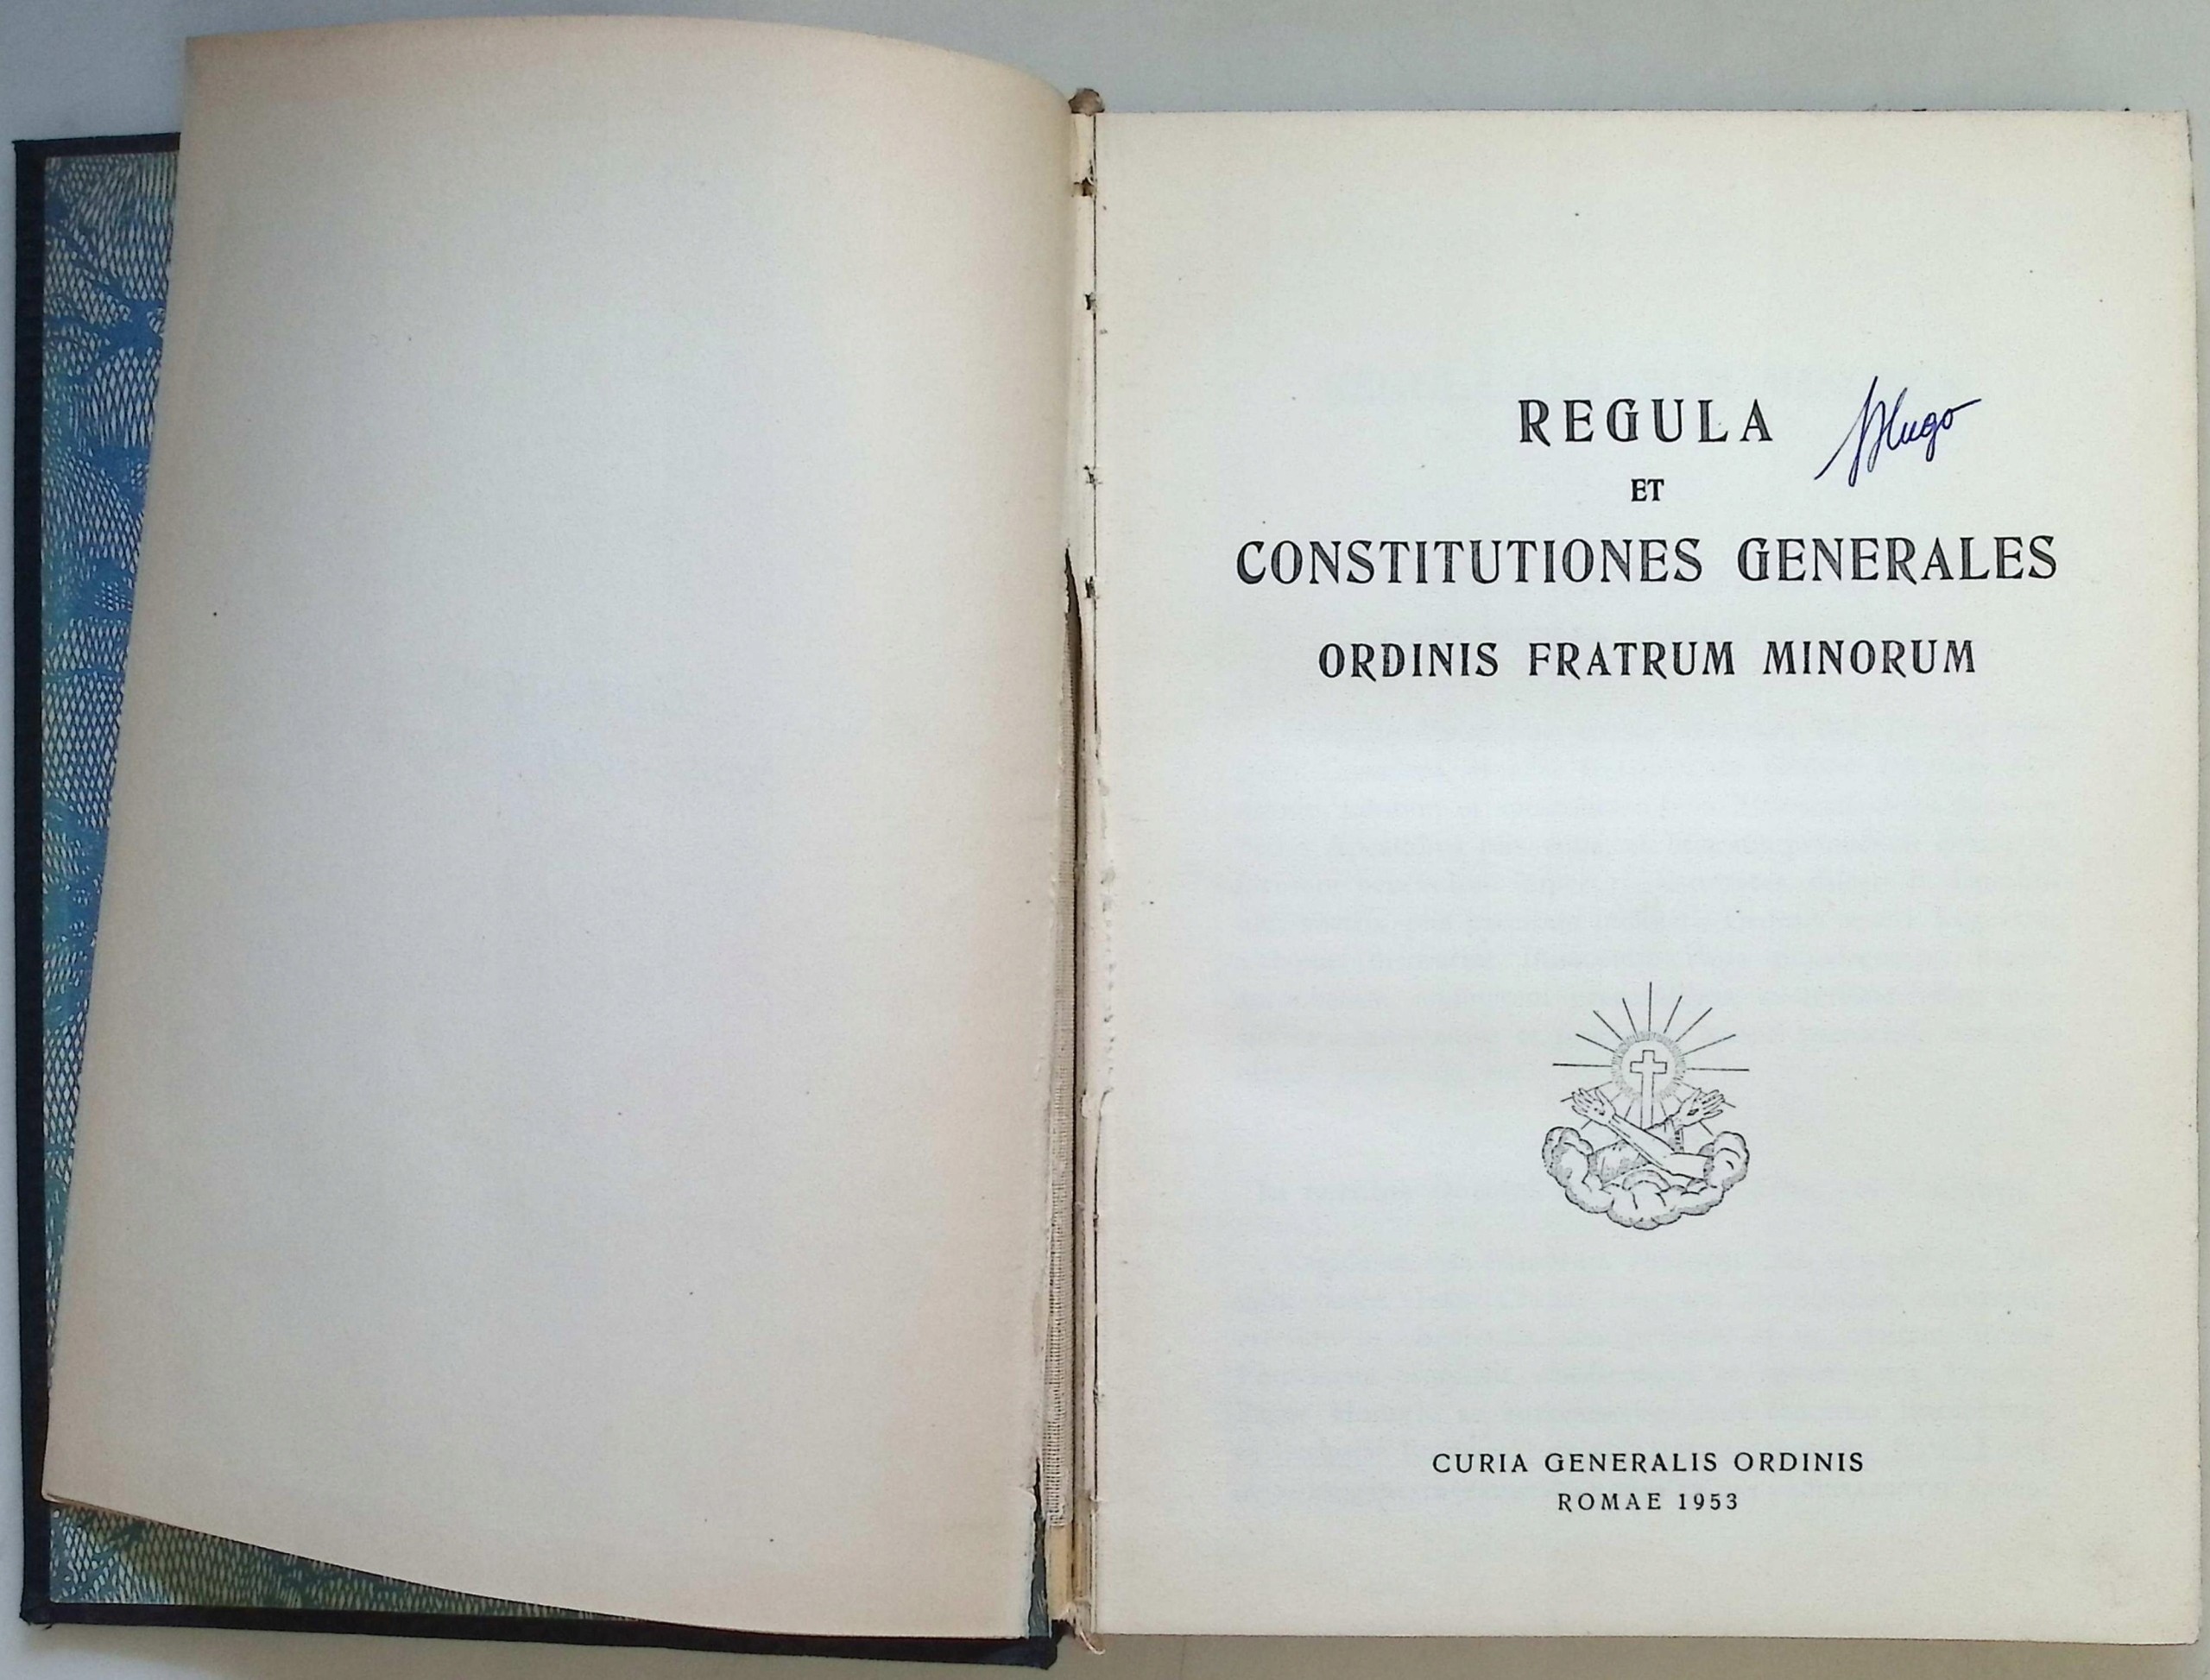 REGULA
Hugo
ET
CONSTITUTIONES GENERALES
ORDINIS FRATRUM MINORUM
CURIA GENERALIS ORDINIS
ROMAE 1953